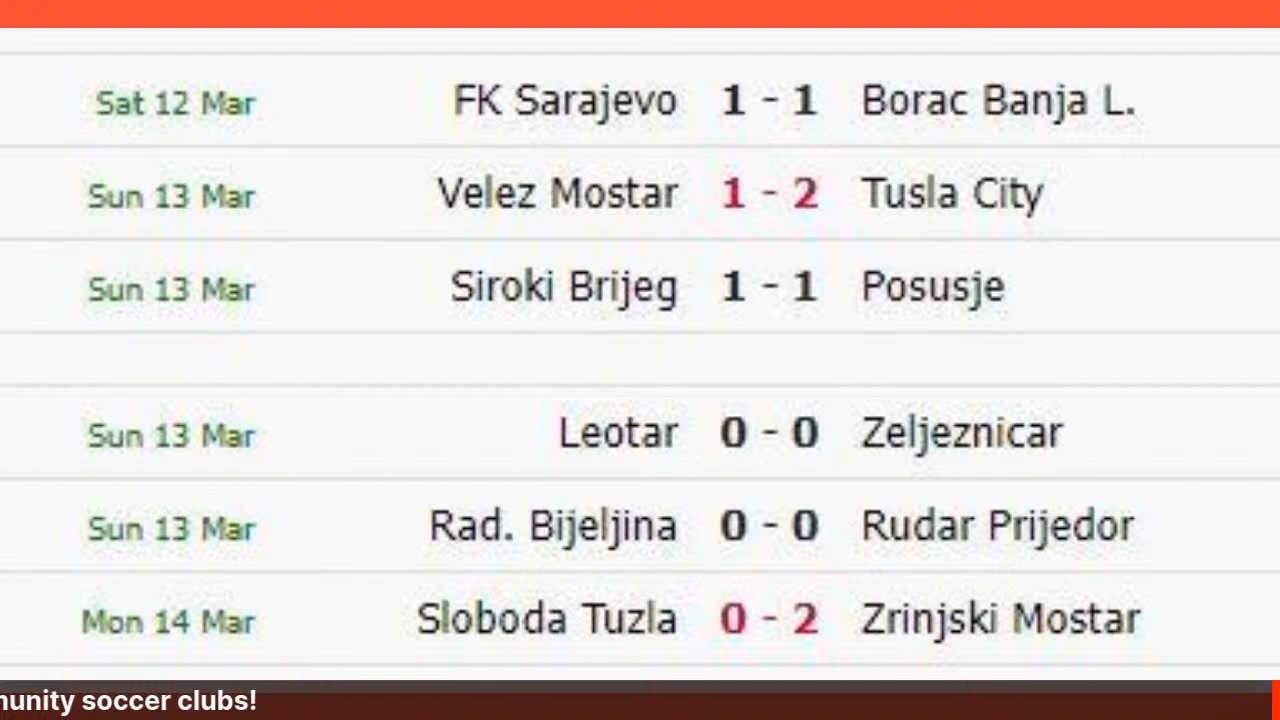 Sat 12 Mar FK Sarajevo 1 - 1 Borac Banja L.
Sun 13 Mar Velez Mostar 1 - 2 Tusla City
Sun 13 Mar Siroki Brijeg 1 - 1 Posusje
Sun 13 Mar Leotar 0 - 0 Zeljeznicar
Sun 13 Mar Rad. Bijeljina 0 - 0 Rudar Prijedor
Mon 14 Mar Sloboda Tuzla 0 - 2 Zrinjski Mostar
soccer clubs!